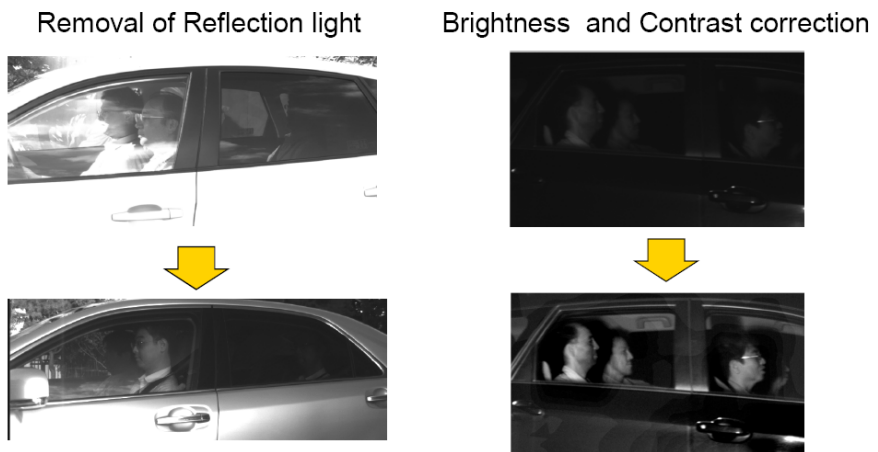 Removal of Reflection light
Brightness and Contrast correction